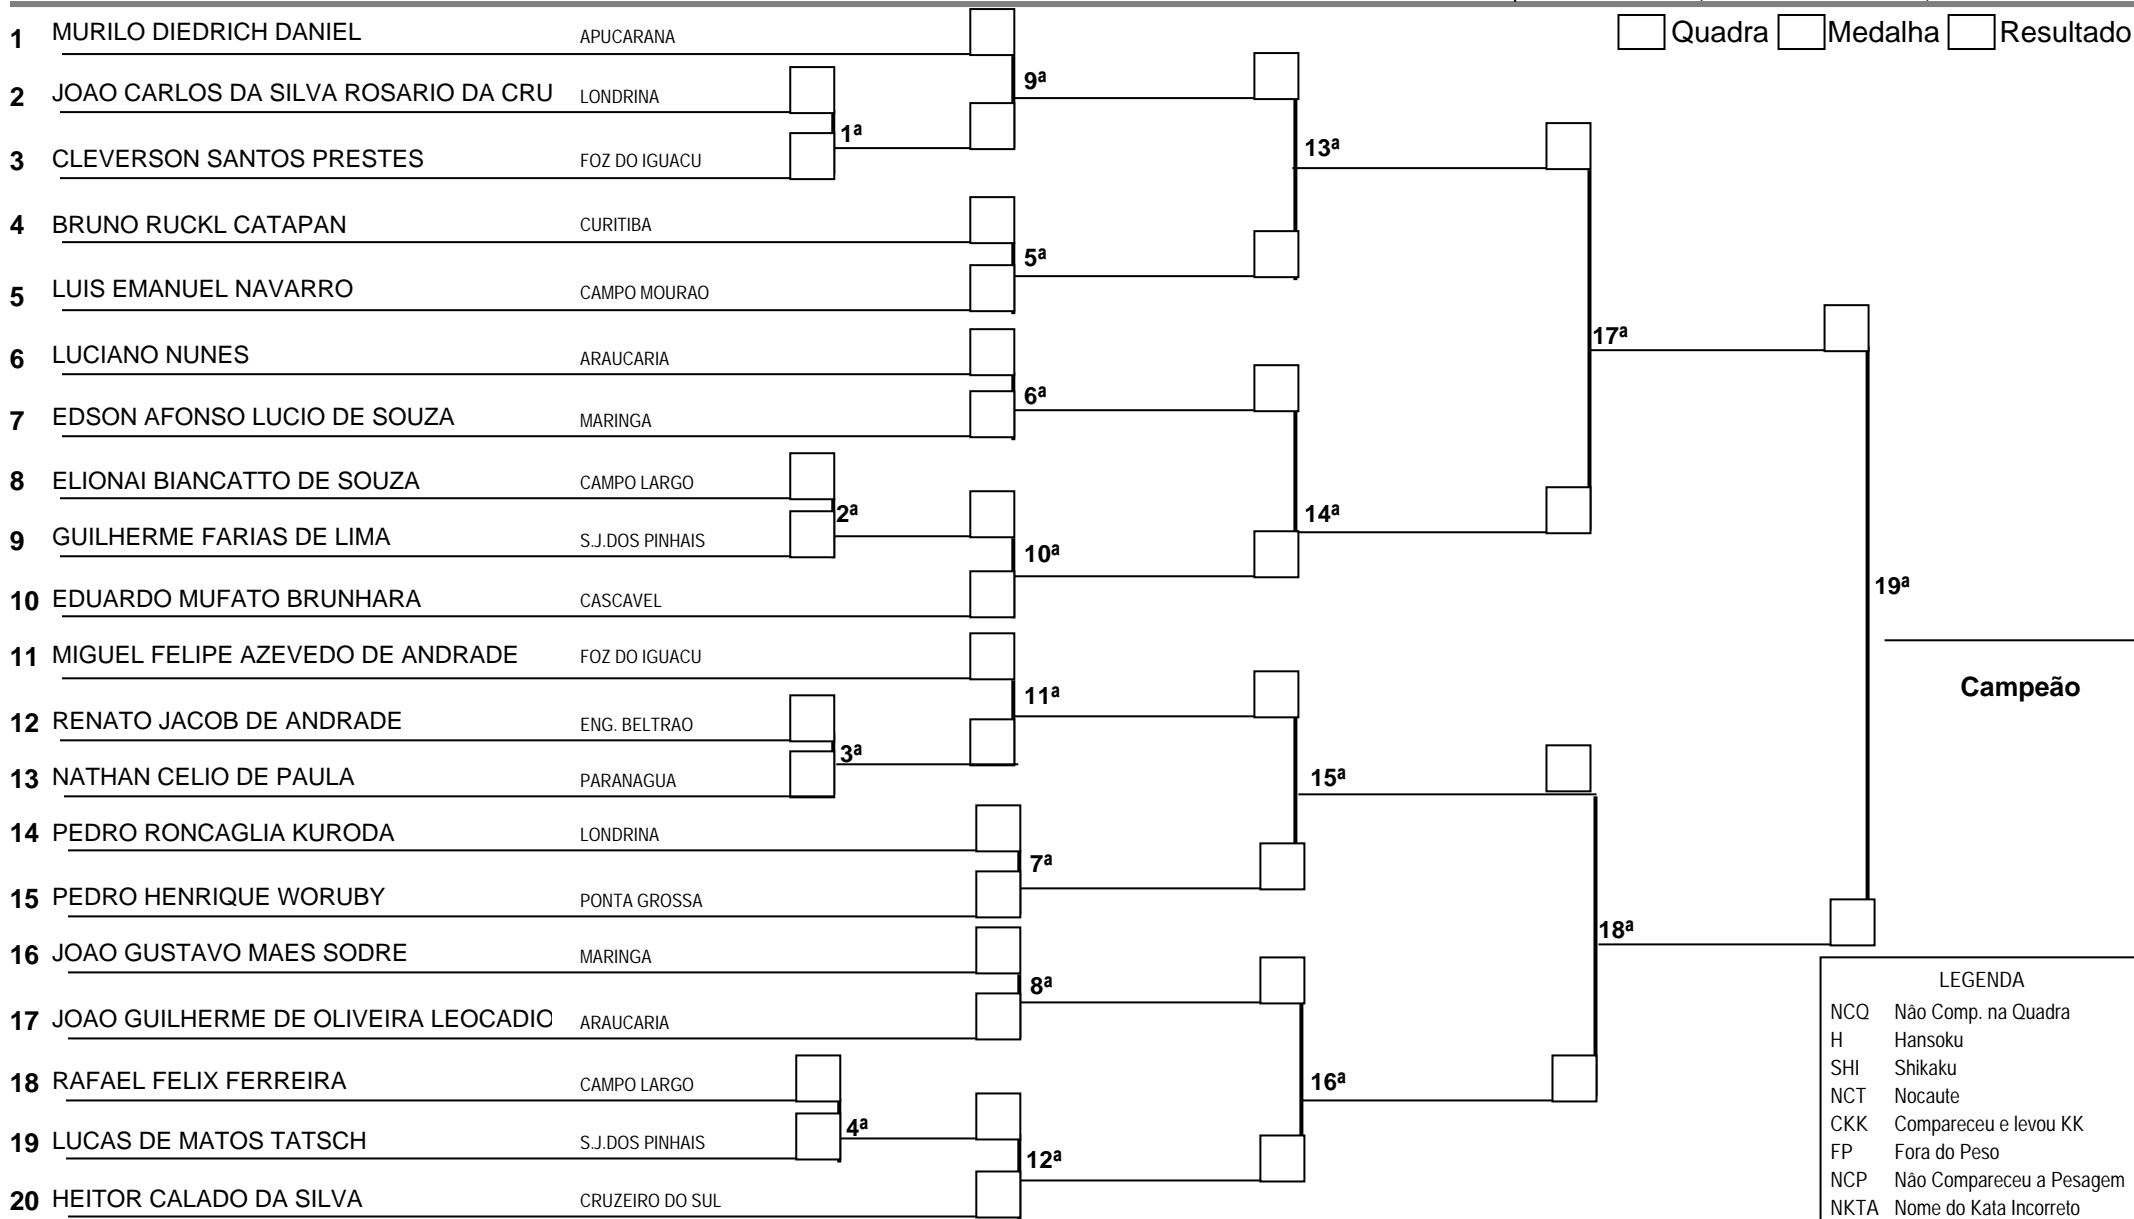 Quadra Medalha Resultado
1 MURILO DIEDRICH DANIEL APUCARANA
9ª
2 JOAO CARLOS DA SILVA ROSARIO DA CRU LONDRINA
1ª
13ª
3 CLEVERSON SANTOS PRESTES FOZ DO IGUACU
4 BRUNO RUCKL CATAPAN CURITIBA
5ª
5 LUIS EMANUEL NAVARRO CAMPO MOURAO
17ª
6 LUCIANO NUNES ARAUCARIA
6ª
7 EDSON AFONSO LUCIO DE SOUZA MARINGA
8 ELIONAI BIANCATTO DE SOUZA CAMPO LARGO
2ª
14ª
9 GUILHERME FARIAS DE LIMA S.J.DOS PINHAIS
10ª
19ª
10 EDUARDO MUFATO BRUNHARA CASCAVEL
11 MIGUEL FELIPE AZEVEDO DE ANDRADE FOZ DO IGUACU
Campeão
11ª
12 RENATO JACOB DE ANDRADE ENG. BELTRAO
3ª
13 NATHAN CELIO DE PAULA PARANAGUA
15ª
14 PEDRO RONCAGLIA KURODA LONDRINA
7ª
15 PEDRO HENRIQUE WORUBY PONTA GROSSA
18ª
16 JOAO GUSTAVO MAES SODRE MARINGA
8ª
17 JOAO GUILHERME DE OLIVEIRA LEOCADIO ARAUCARIA
18 RAFAEL FELIX FERREIRA CAMPO LARGO
16ª
4ª
19 LUCAS DE MATOS TATSCH S.J.DOS PINHAIS
12ª
20 HEITOR CALADO DA SILVA CRUZEIRO DO SUL
LEGENDA
NCQ Nâo Comp. na Quadra
H Hansoku
SHI Shikaku
NCT Nocaute
CKK Compareceu e levou KK
FP Fora do Peso
NCP Nâo Compareceu a Pesagem
NKTA Nome do Kata Incorreto